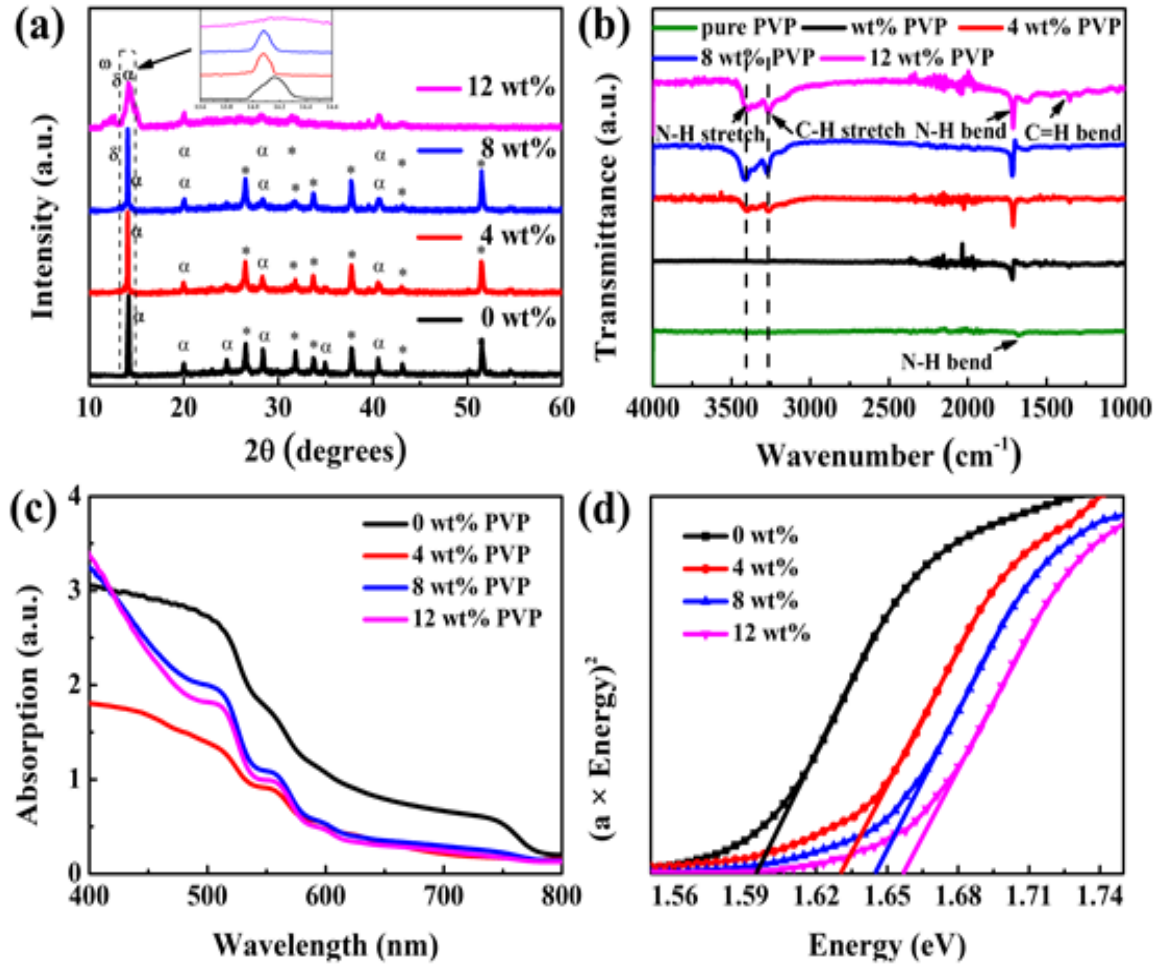 (a)
ω
δ
α
12 wt%
δ
α
α
*
α
*
*
α
*
*
*
8 wt%
α
α
*
α
*
*
*
α
*
*
4 wt%
α
α
*
α
*
*
α
*
α
*
0 wt%
10 20 30 40 50 60
2θ (degrees)
Intensity (a.u.)
(b)
pure PVP wt% PVP 4 wt% PVP
8 wt% PVP 12 wt% PVP
N-H stretch C-H stretch N-H bend C=H bend
N-H bend
4000 3500 3000 2500 2000 1500 1000
Wavenumber (cm-1)
Transmittance (a.u.)
(c)
0 wt% PVP
4 wt% PVP
8 wt% PVP
12 wt% PVP
4
3
2
1
0
400 500 600 700 800
Wavelength (nm)
Absorption (a.u.)
(d)
0 wt%
4 wt%
8 wt%
12 wt%
1.56 1.59 1.62 1.65 1.68 1.71 1.74
Energy (eV)
(a × Energy)²